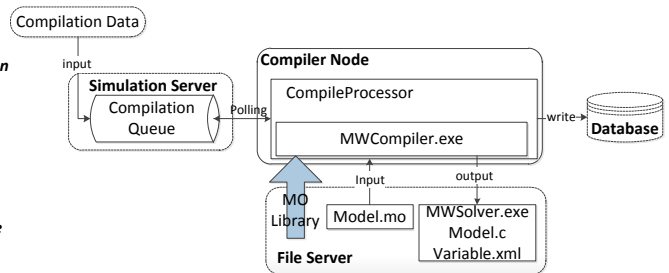 Compilation Data
n
input
Compiler Node
Simulation Server
Compilation
Queue
Polling
CompileProcessor
MWCompiler.exe
write
Database
Input
output
MO
Library
Model.mo
MWSolver.exe
Model.c
Variable.xml
e
File Server